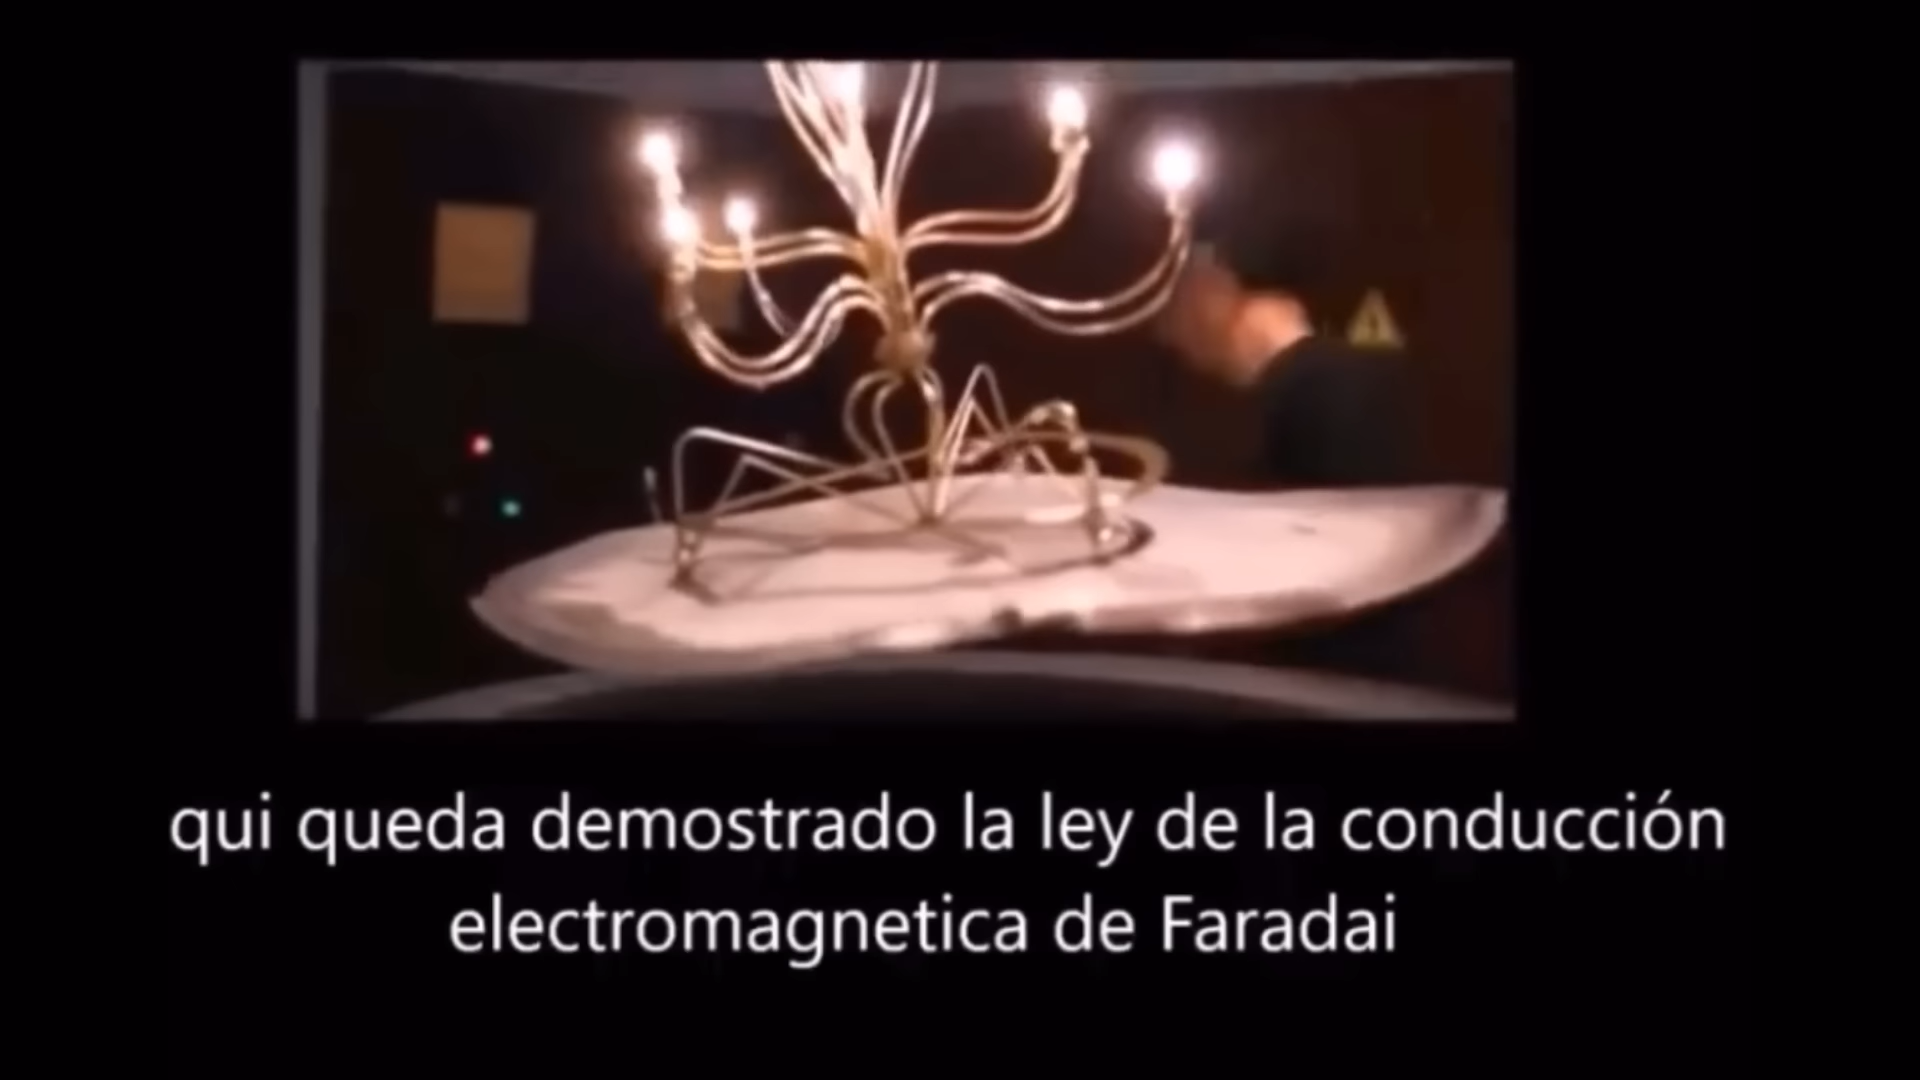 qui queda demostrado la ley de la conducción
electromagnetica de Faradai